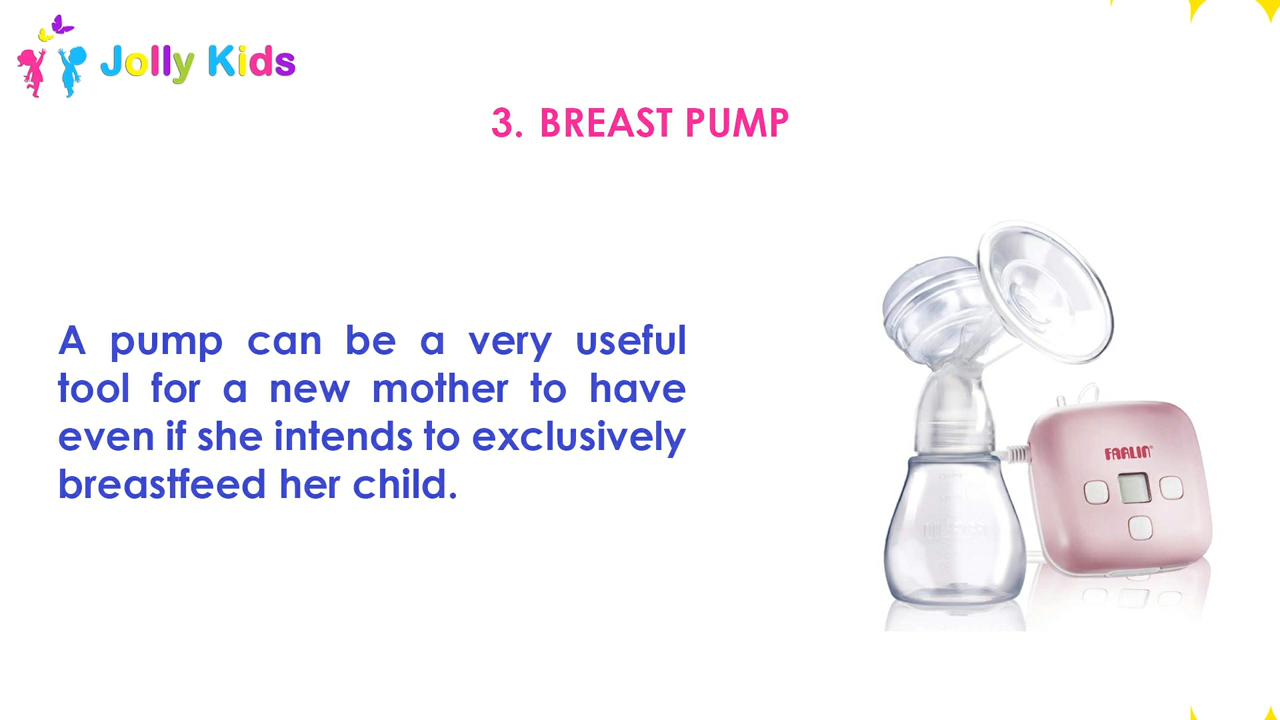 Jolly Kids
3. BREAST PUMP
A pump can be a very useful
tool for a new mother to have
even if she intends to exclusively
breastfeed her child.
FARLIN